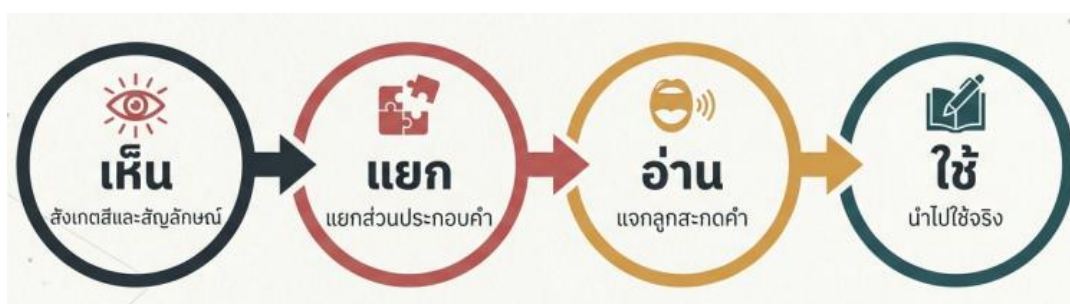 เห็น
สังเกตสีและสัญลักษณ์
แยก
แยกส่วนประกอบคำ
อ่าน
แจกลูกสะกดคำ
ใช้
นำไปใช้จริง